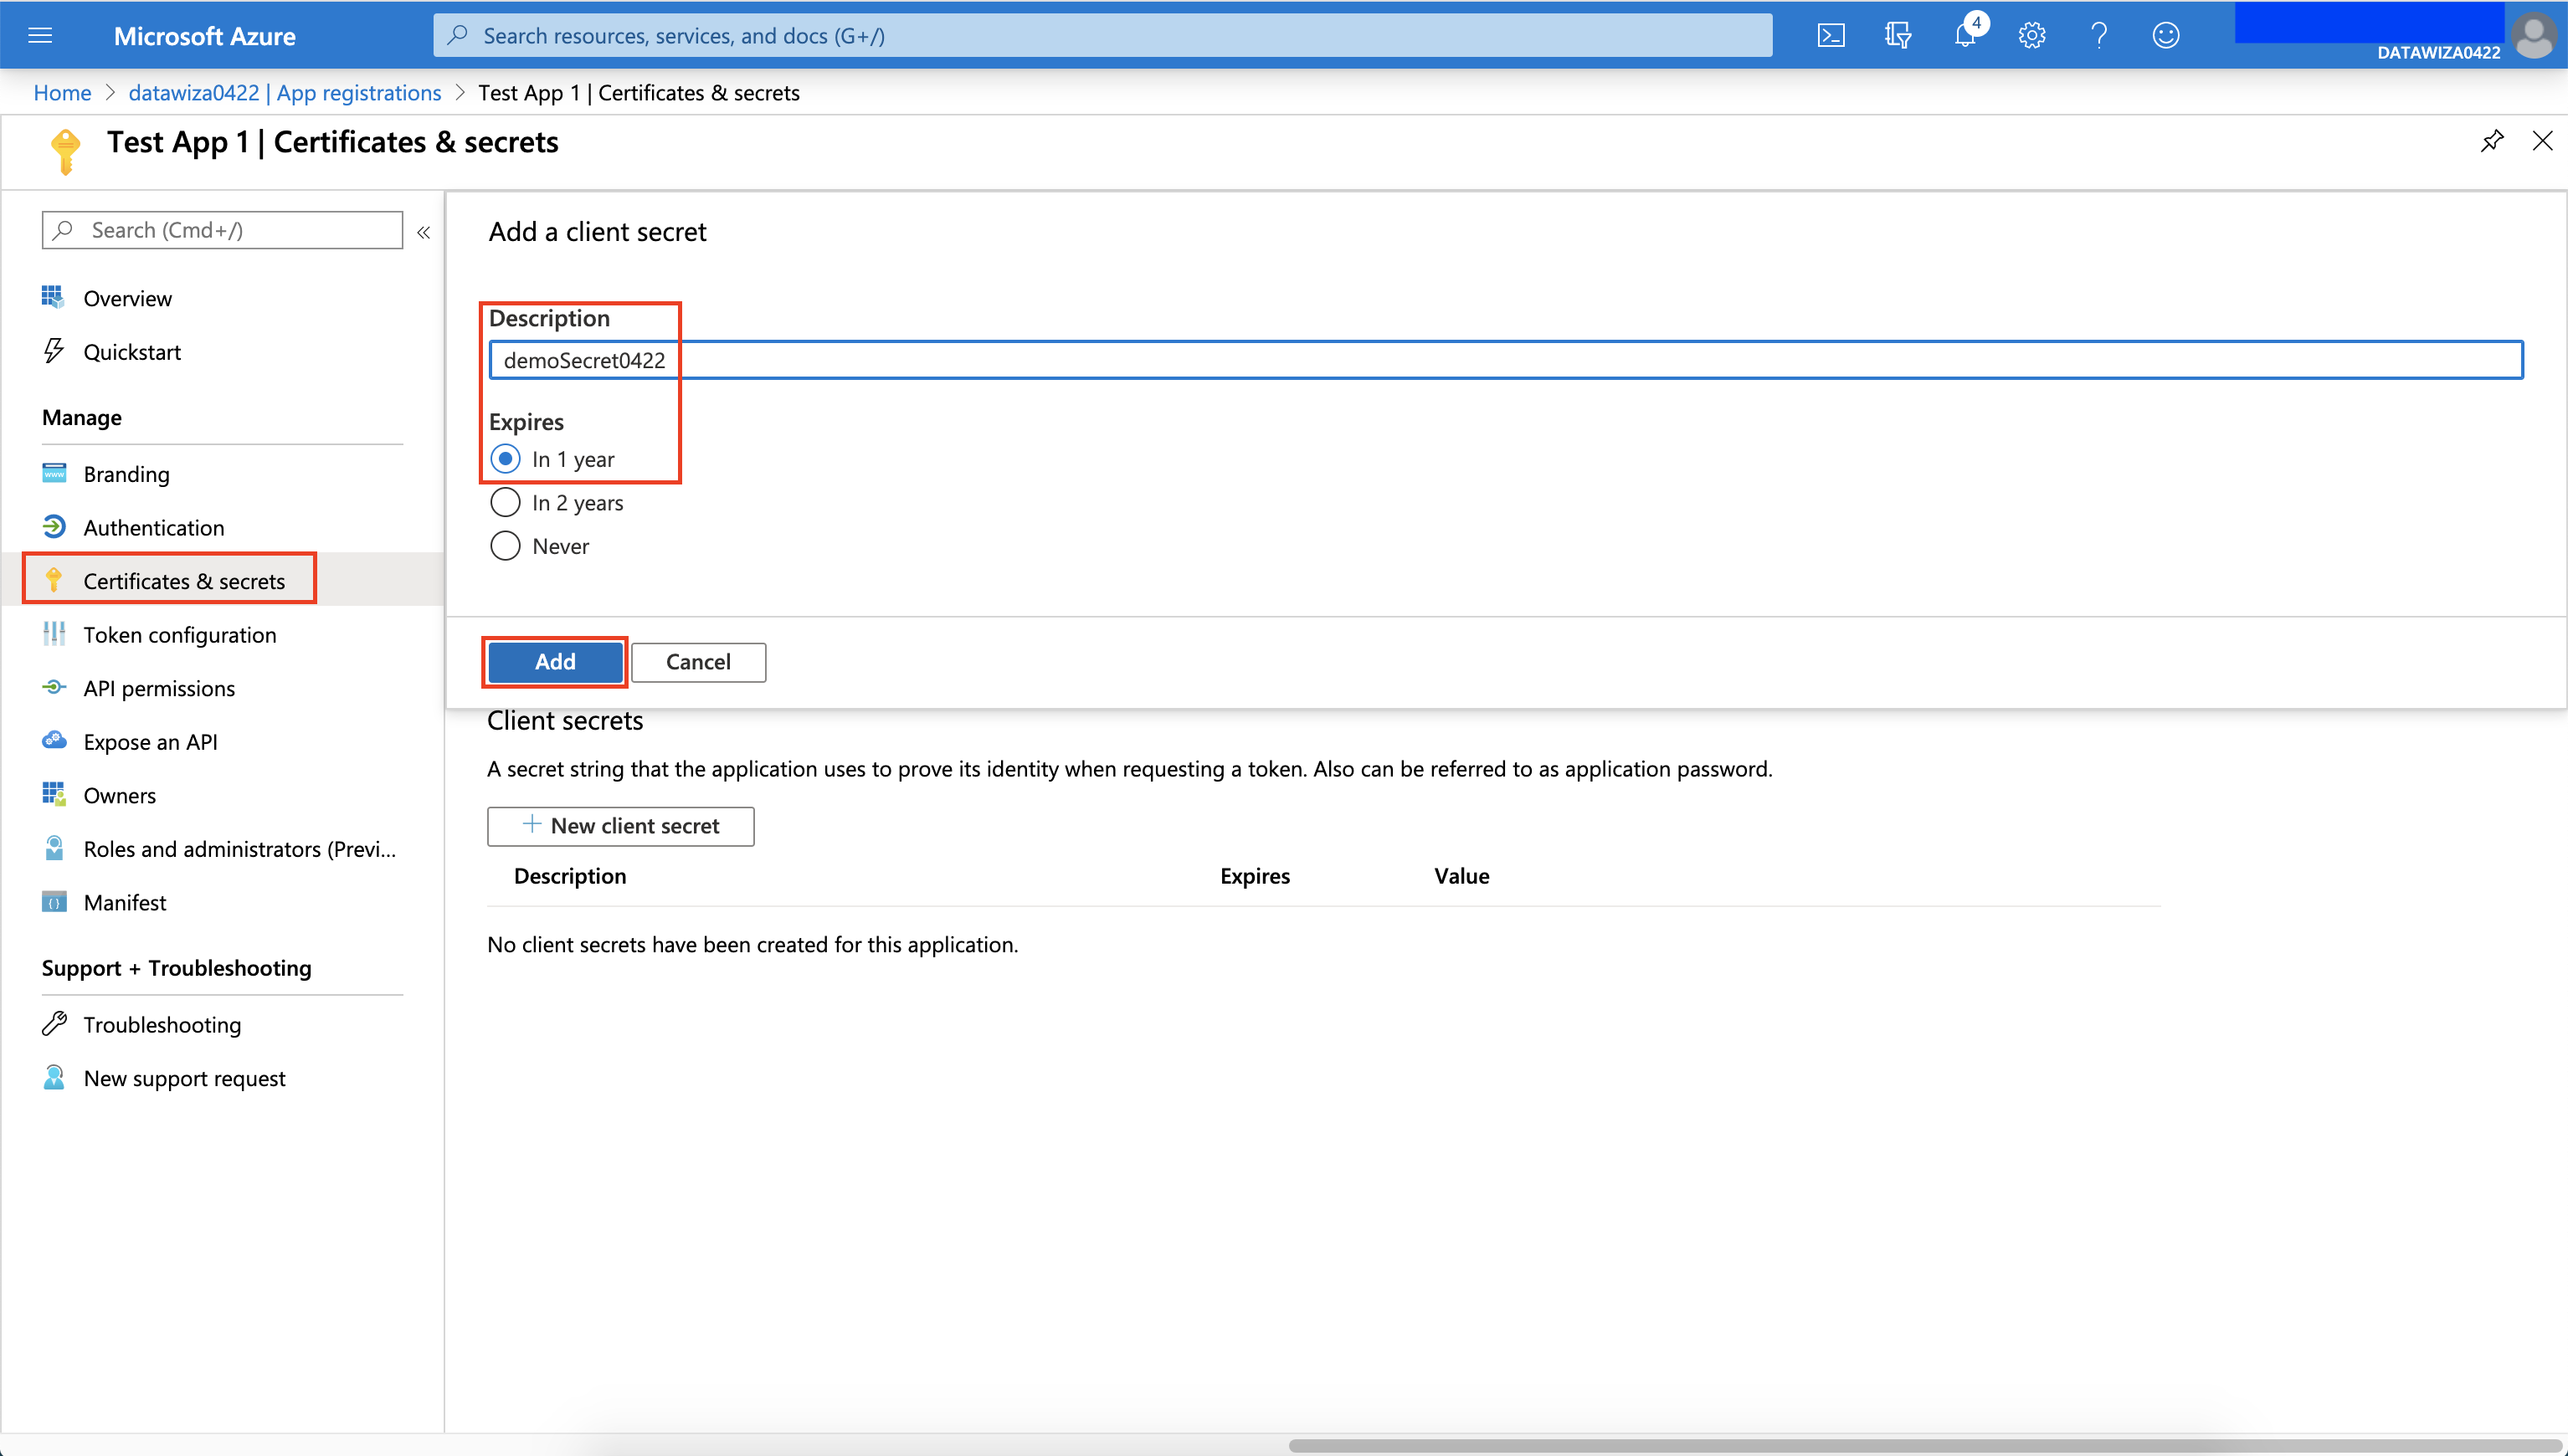 Microsoft Azure
Search resources, services, and docs (G+/)
4
DATAWIZA0422
Home > datawiza0422 | App registrations > Test App 1 | Certificates & secrets
Test App 1 | Certificates & secrets
Search (Cmd+/)
«
Overview
Quickstart
Manage
Branding
Authentication
Certificates & secrets
Token configuration
API permissions
Expose an API
Owners
Roles and administrators (Previ...
Manifest
Support + Troubleshooting
Troubleshooting
New support request
Add a client secret
Description
demoSecret0422
Expires
In 1 year
In 2 years
Never
Add Cancel
Client secrets
A secret string that the application uses to prove its identity when requesting a token. Also can be referred to as application password.
+ New client secret
Description Expires Value
No client secrets have been created for this application.